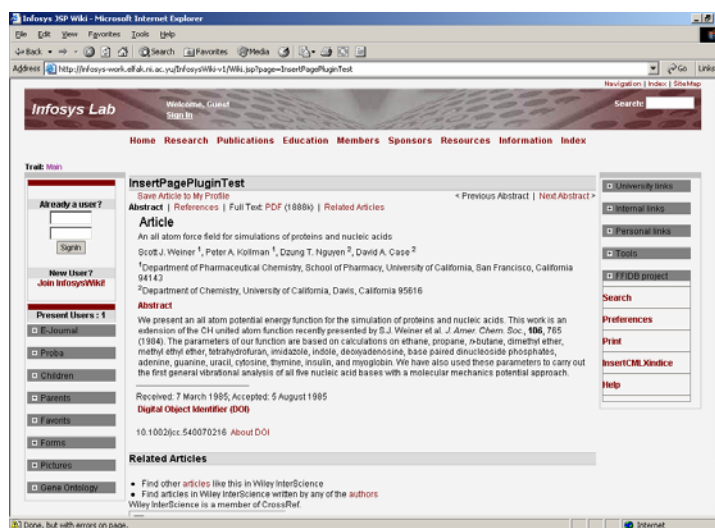 Infosys JSP Wiki - Microsoft Internet Explorer
File Edit View Favorites Tools Help
Back Search Favorites Media
Address http://infosys-work.elfak.ni.ac.yu/InfosysWiki-v1/Wiki.jsp?page=InsertPagePluginTest Go Links
Navigation | Index | SiteMap
Infosys Lab
Welcome, Guest
Sign In
Search:
Home Research Publications Education Members Sponsors Resources Information Index
Trail: Main
Already a user?
Signin
New User?
Join InfosysWiki!
Present Users : 1
E-Journal
Proba
Children
Parents
Favorits
Forms
Pictures
Gene Ontology
InsertPagePluginTest
Save Article to My Profile < Previous Abstract | Next Abstract >
Abstract | References | Full Text: PDF (1888k) | Related Articles
Article
An all atom force field for simulations of proteins and nucleic acids
Scott J. Weiner 1, Peter A. Kollman 1, Dzung T. Nguyen 2, David A. Case 2
1Department of Pharmaceutical Chemistry, School of Pharmacy, University of California, San Francisco, California
94143
2Department of Chemistry, University of California, Davis, California 95616
Abstract
We present an all atom potential energy function for the simulation of proteins and nucleic acids. This work is an
extension of the CH united atom function recently presented by S.J. Weiner et al. J. Amer. Chem. Soc., 106, 765
(1984). The parameters of our function are based on calculations on ethane, propane, n-butane, dimethyl ether,
methyl ethyl ether, tetrahydrofuran, imidazole, indole, deoxyadenosine, base paired dinucleoside phosphates,
adenine, guanine, uracil, cytosine, thymine, insulin, and myoglobin. We have also used these parameters to carry out
the first general vibrational analysis of all five nucleic acid bases with a molecular mechanics potential approach.
Received: 7 March 1985; Accepted: 5 August 1985
Digital Object Identifier (DOI)
10.1002/jcc.540070216 About DOI
Related Articles
Find other articles like this in Wiley InterScience
Find articles in Wiley InterScience written by any of the authors
Wiley InterScience is a member of CrossRef.
University links
Internal links
Personal links
Tools
FFIDB project
Search
Preferences
Print
InsertCMLXindice
Help
Done, but with errors on page. Internet